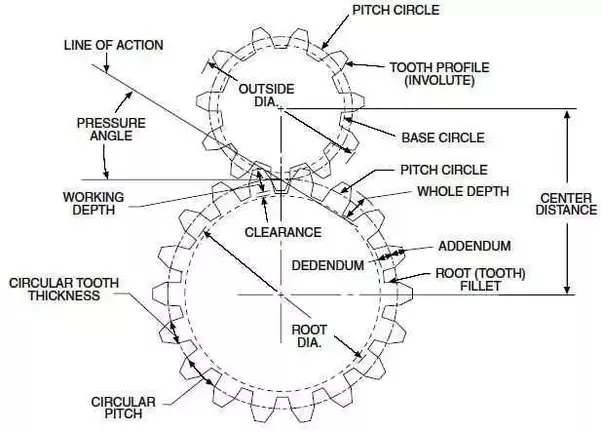 PITCH CIRCLE
LINE OF ACTION
TOOTH PROFILE
(INVOLUTE)
OUTSIDE
DIA.
PRESSURE
ANGLE
BASE CIRCLE
PITCH CIRCLE
WHOLE DEPTH
WORKING
DEPTH
CENTER
DISTANCE
CLEARANCE
ADDENDUM
DEDENDUM
ROOT (TOOTH)
FILLET
CIRCULAR TOOTH
THICKNESS
ROOT
DIA.
CIRCULAR
PITCH